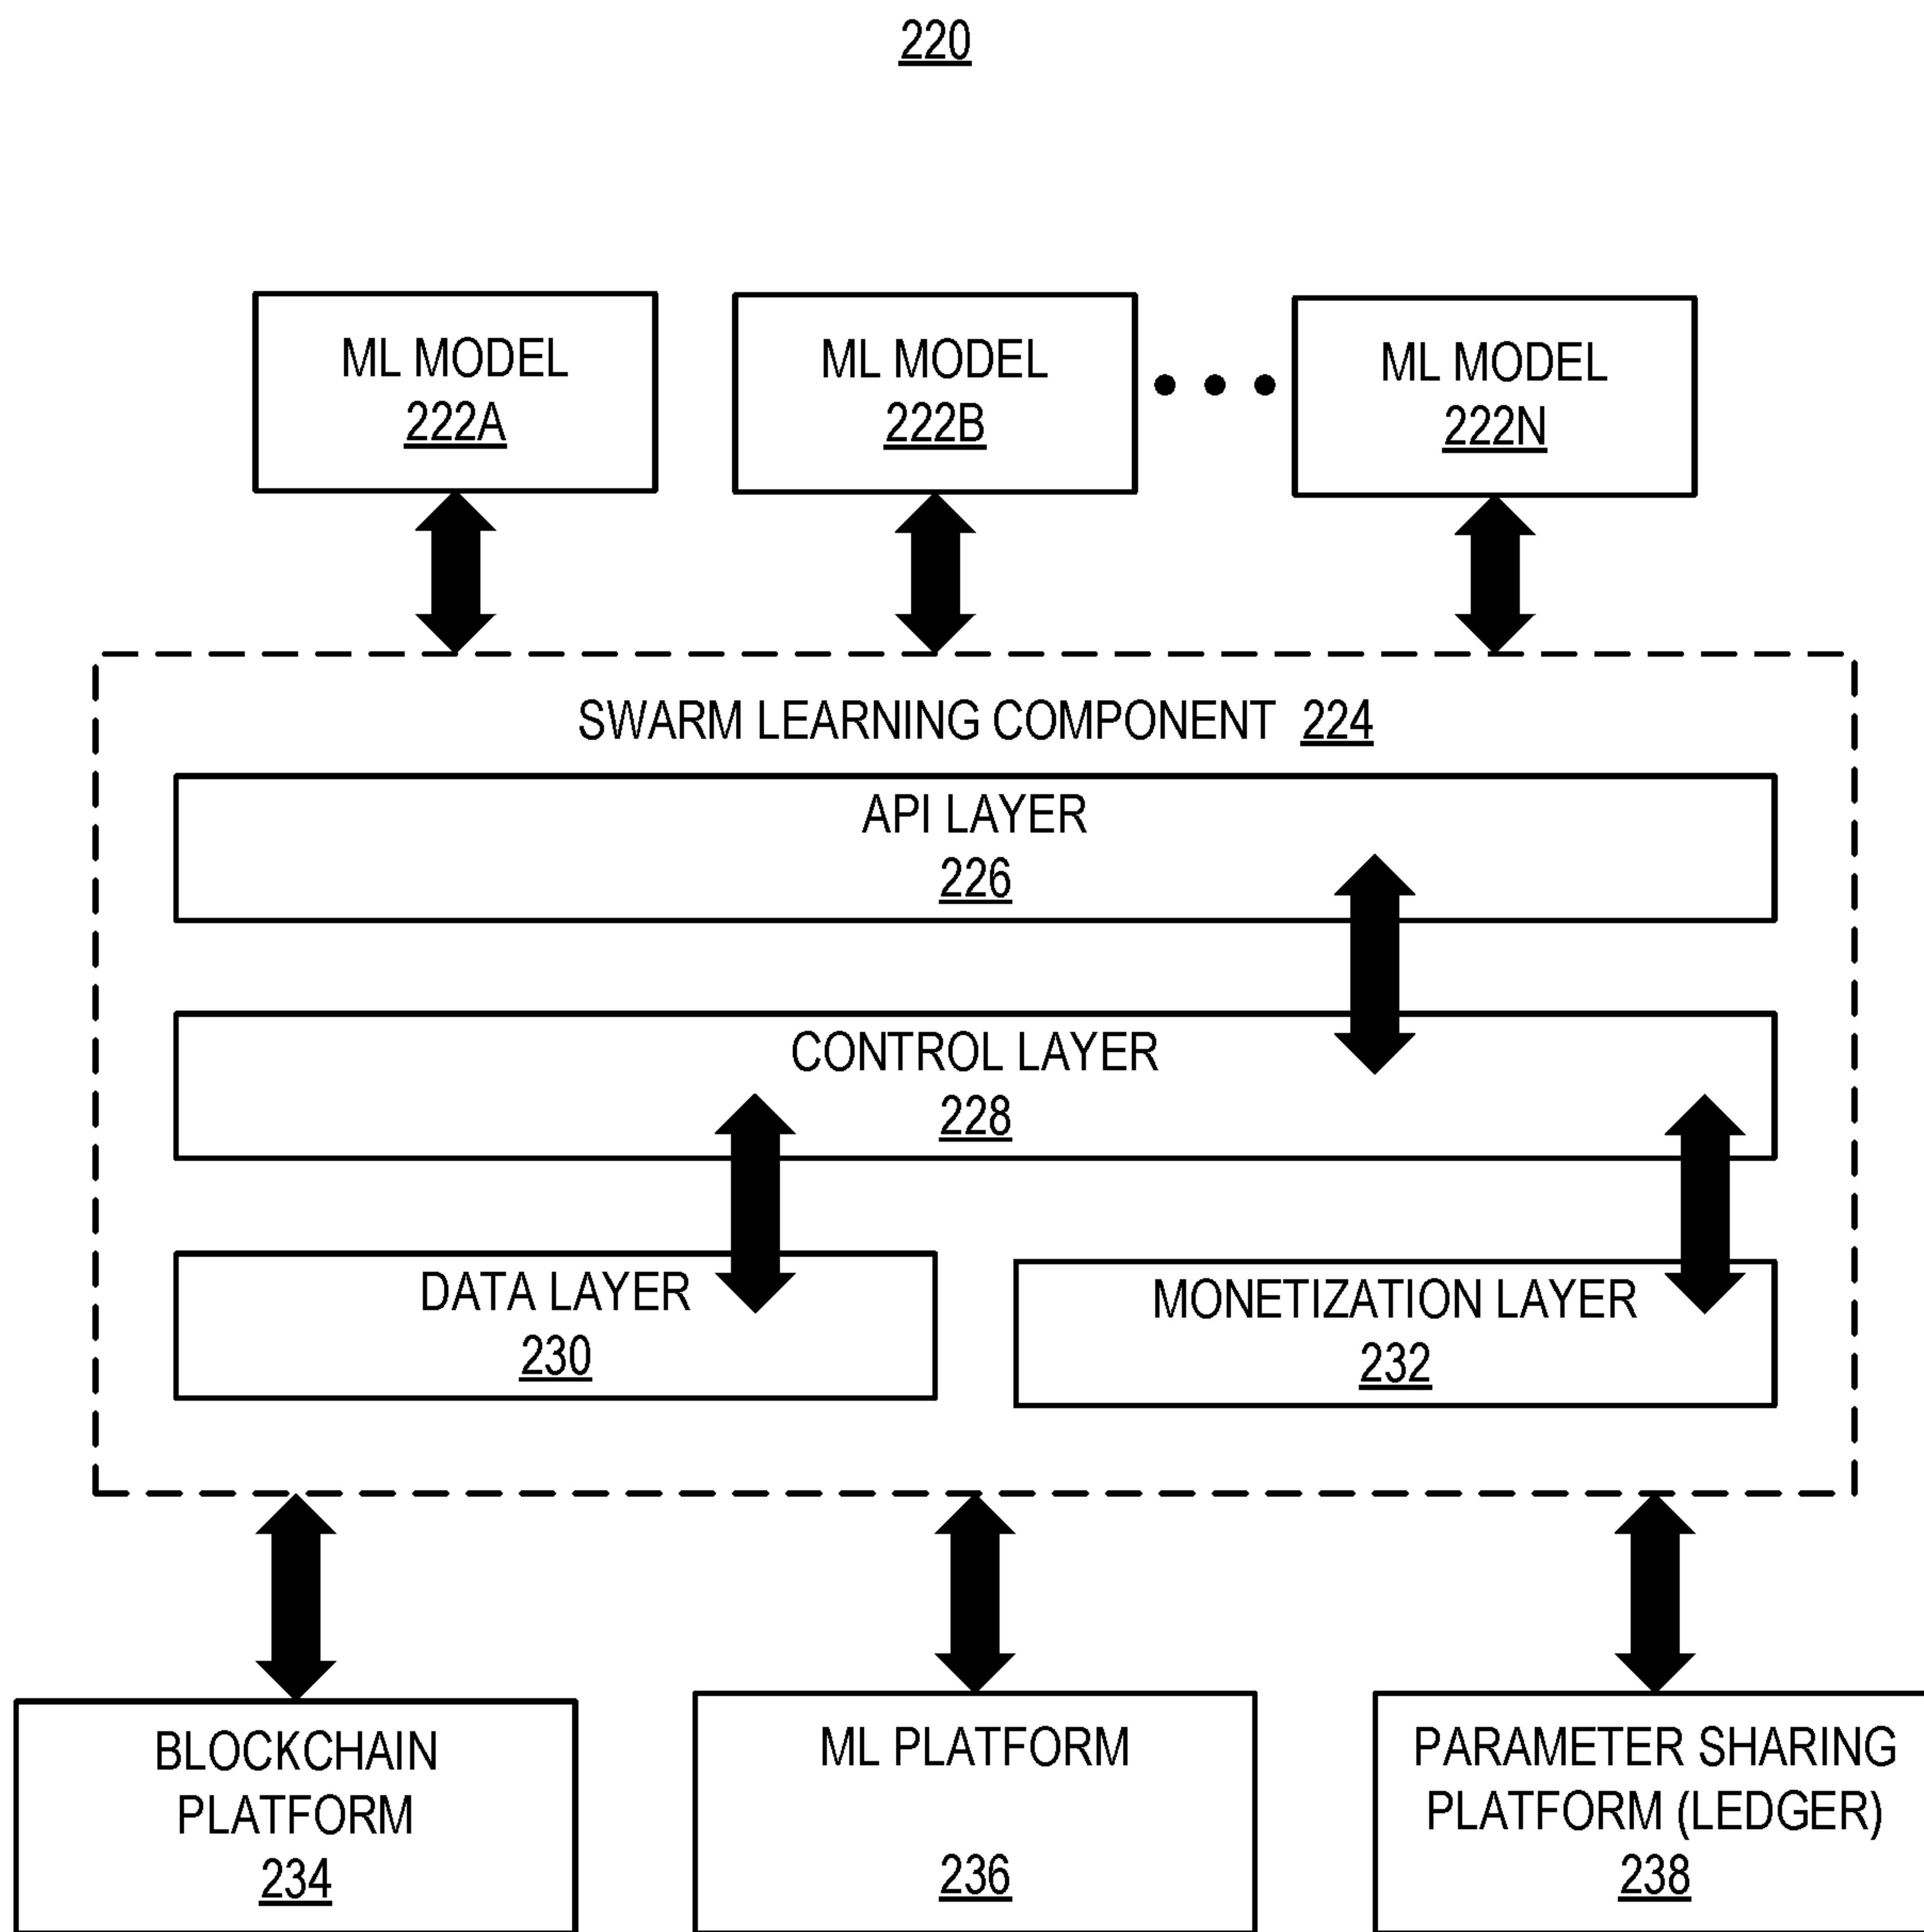 220
ML MODEL
222A
ML MODEL
222B
ML MODEL
222N
SWARM LEARNING COMPONENT 224
API LAYER
226
CONTROL LAYER
228
DATA LAYER
230
MONETIZATION LAYER
232
BLOCKCHAIN
PLATFORM
234
ML PLATFORM
236
PARAMETER SHARING
PLATFORM (LEDGER)
238